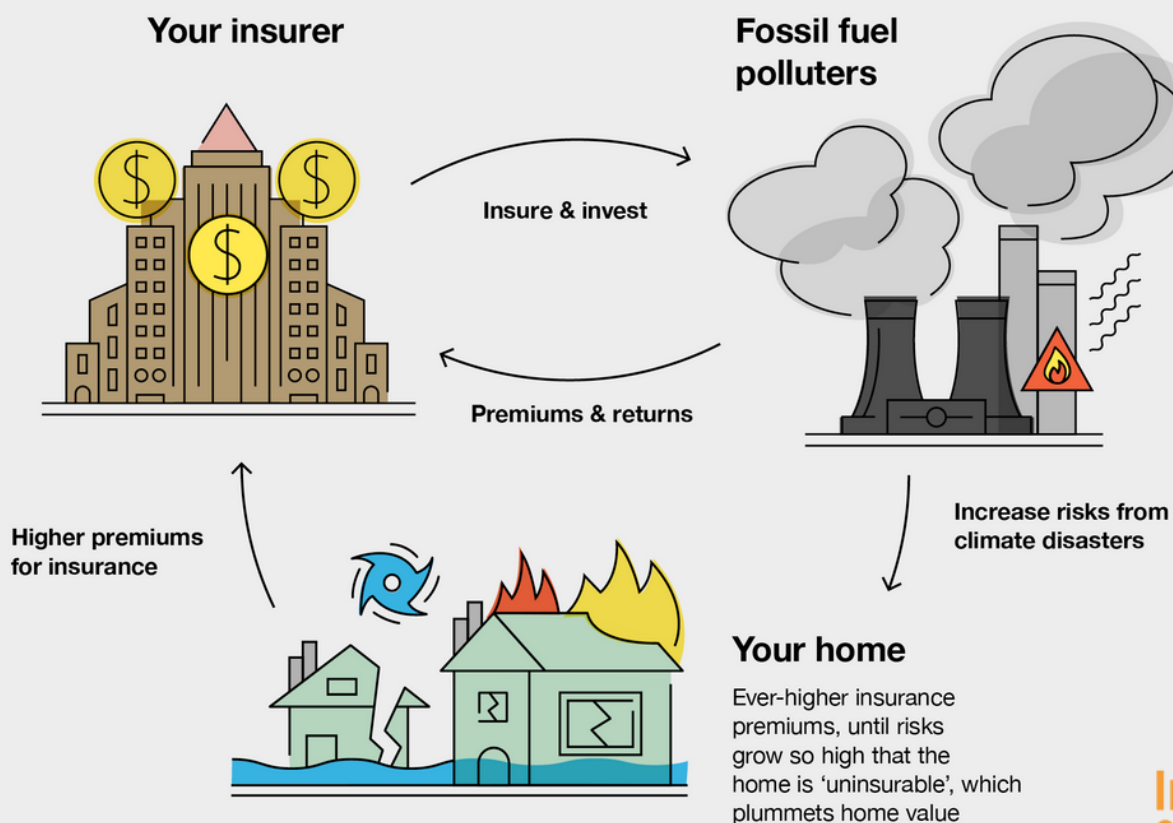 Your insurer
Fossil fuel
polluters
$
$
$
Insure & invest
Premiums & returns
Higher premiums
for insurance
Increase risks from
climate disasters
Your home
Ever-higher insurance
premiums, until risks
grow so high that the
home is ‘uninsurable’, which
plummets home value